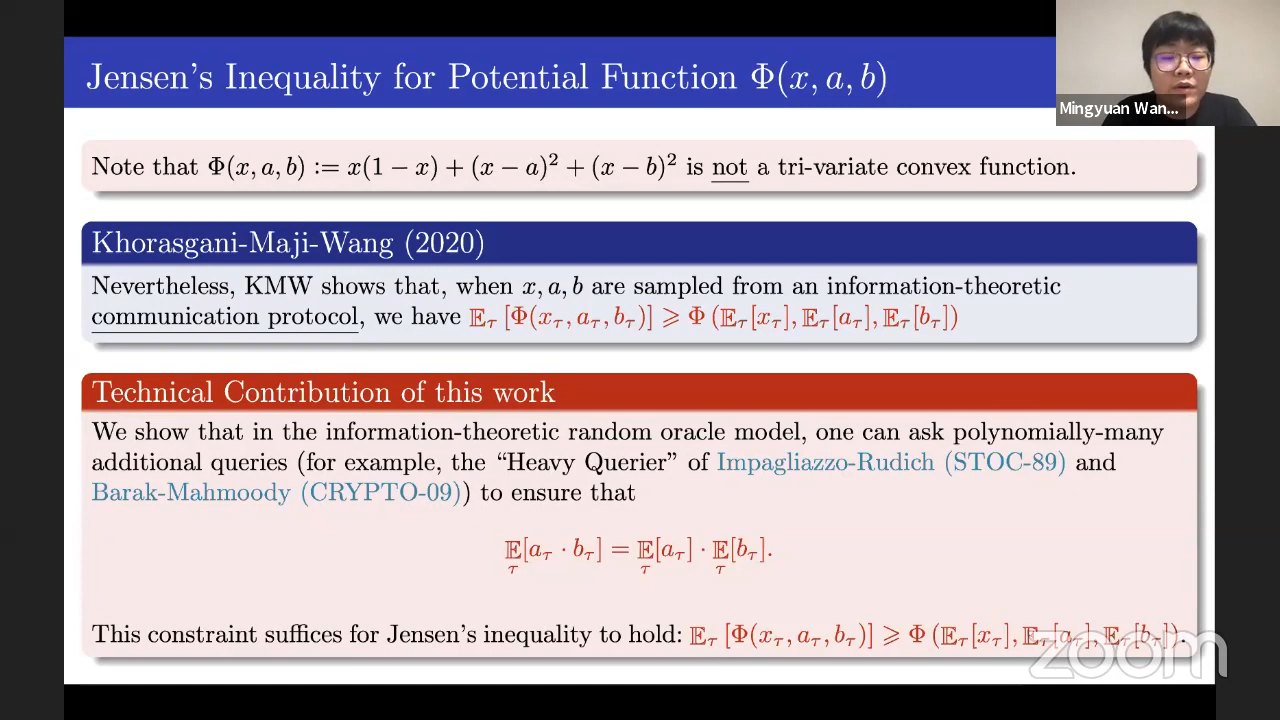 Jensen's Inequality for Potential Function Φ(x, a, b)
Mingyuan Wan...
Note that Φ(x, a, b) := x(1 − x) + (x − a)² + (x − b)² is not a tri-variate convex function.
Khorasgani-Maji-Wang (2020)
Nevertheless, KMW shows that, when x, a, b are sampled from an information-theoretic
communication protocol, we have 𝔼τ [Φ(xτ, aτ, bτ)] ⩾ Φ (𝔼τ[xτ], 𝔼τ[aτ], 𝔼τ[bτ])
Technical Contribution of this work
We show that in the information-theoretic random oracle model, one can ask polynomially-many
additional queries (for example, the “Heavy Querier” of Impagliazzo-Rudich (STOC-89) and
Barak-Mahmoody (CRYPTO-09)) to ensure that
𝔼τ[aτ · bτ] = 𝔼τ[aτ] · 𝔼τ[bτ].
This constraint suffices for Jensen's inequality to hold: 𝔼τ [Φ(xτ, aτ, bτ)] ⩾ Φ (𝔼τ[xτ], 𝔼τ[aτ], 𝔼τ[bτ]).
zoom